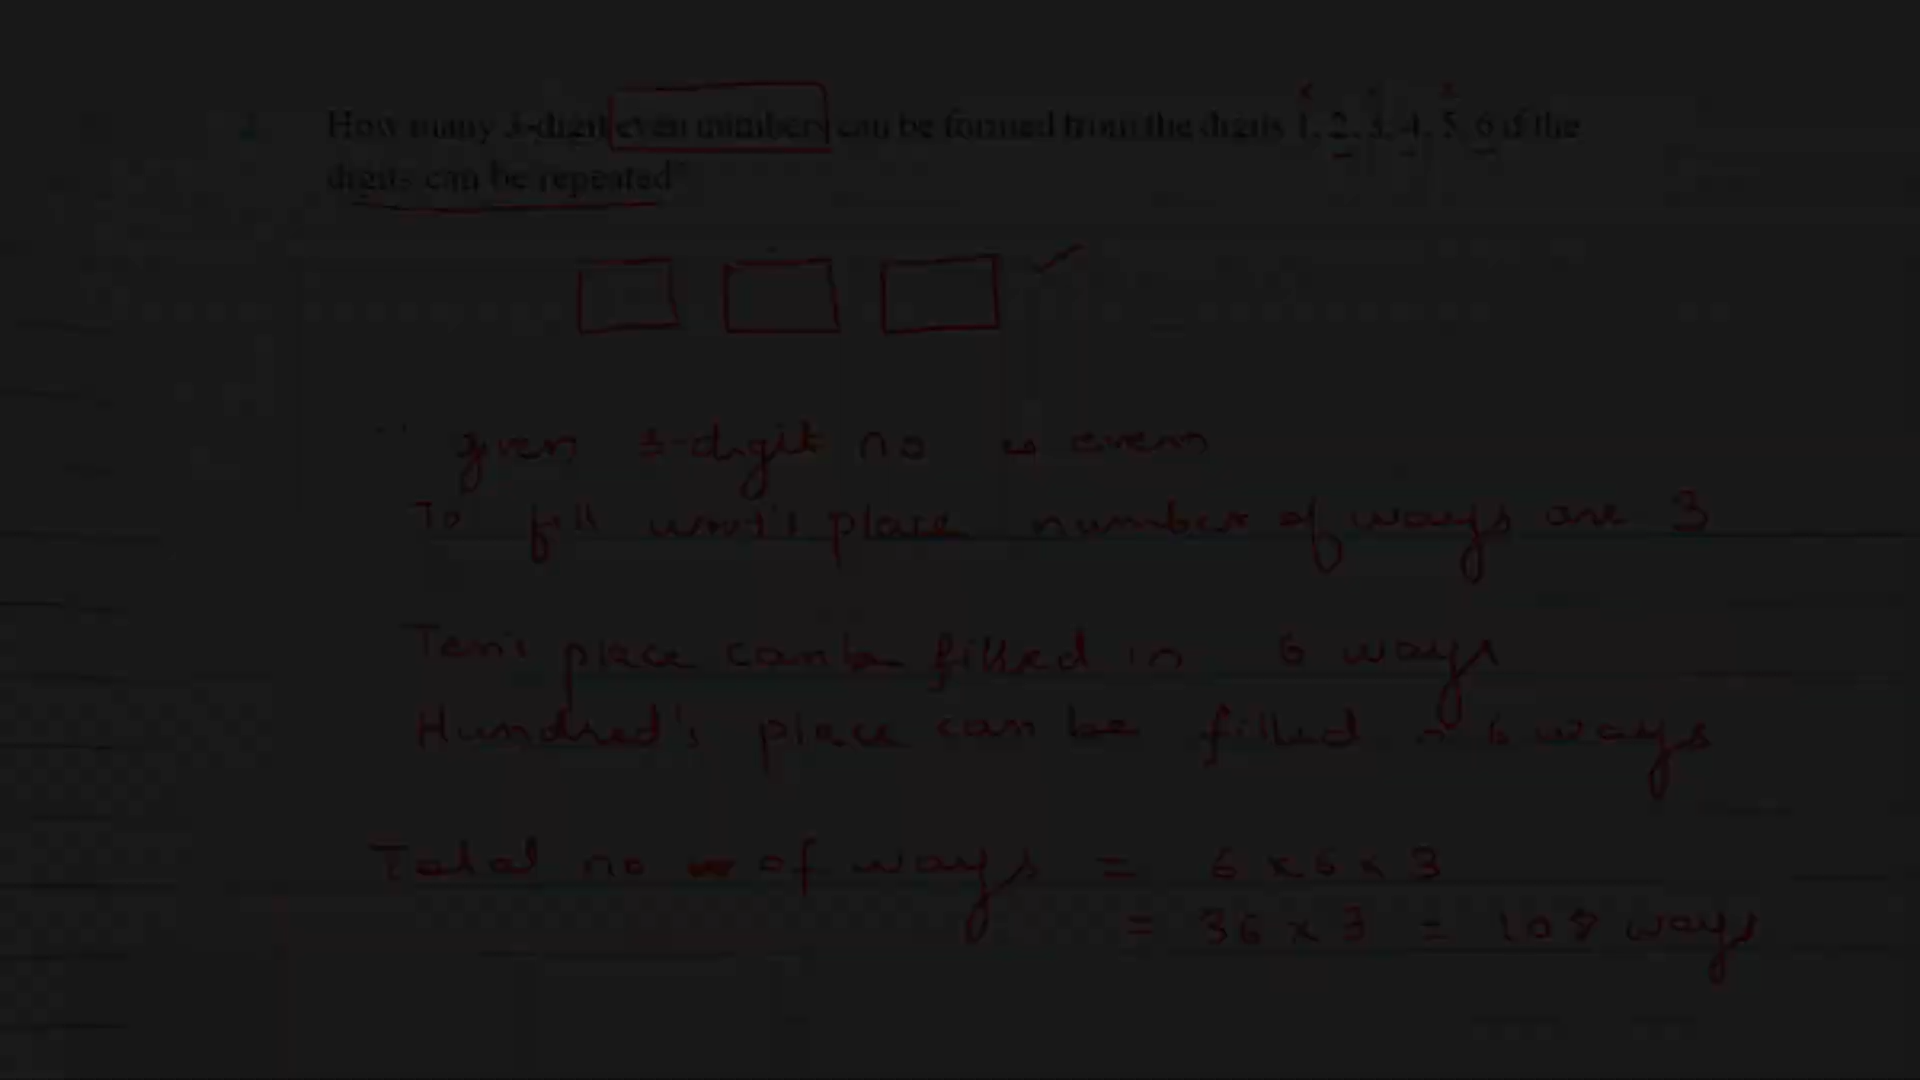 2. How many 3-digit even numbers can be formed from the digits 1, 2, 3, 4, 5, 6 if the
digits can be repeated?
given 3-digit no is even
To fill unit's place number of ways are 3
Ten's place can be filled in 6 ways
Hundred's place can be filled in 6 ways
Total no of ways = 6 x 6 x 3
= 36 x 3 = 108 ways